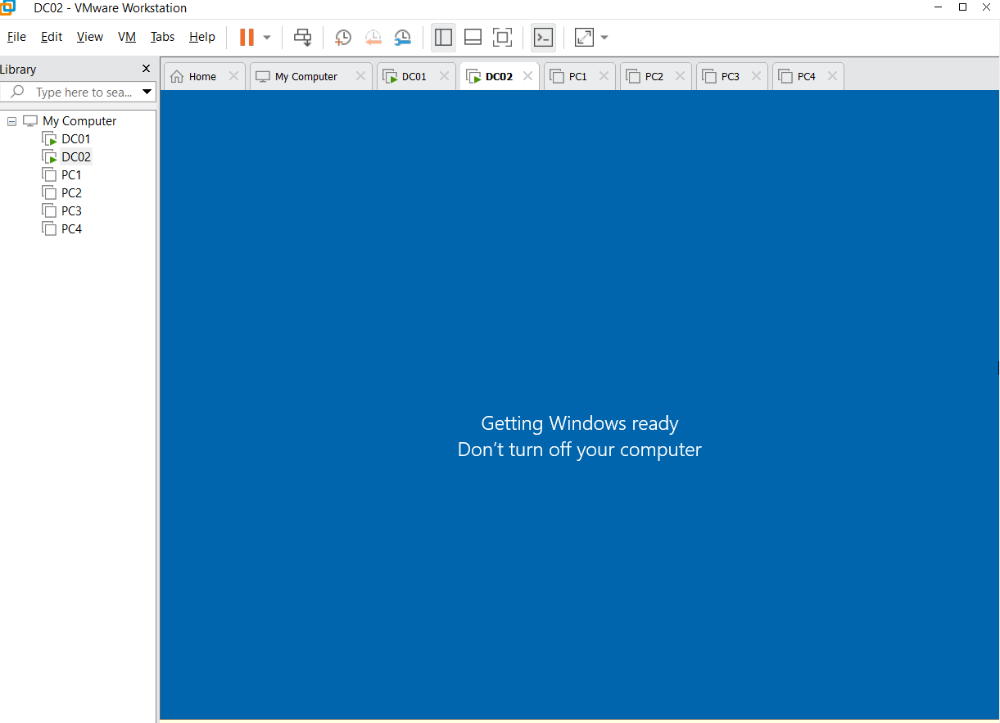 DC02 - VMware Workstation
File Edit View VM Tabs Help
Library
Home
My Computer
DC01
DC02
PC1
PC2
PC3
PC4
Type here to sea...
My Computer
DC01
DC02
PC1
PC2
PC3
PC4
Getting Windows ready
Don't turn off your computer